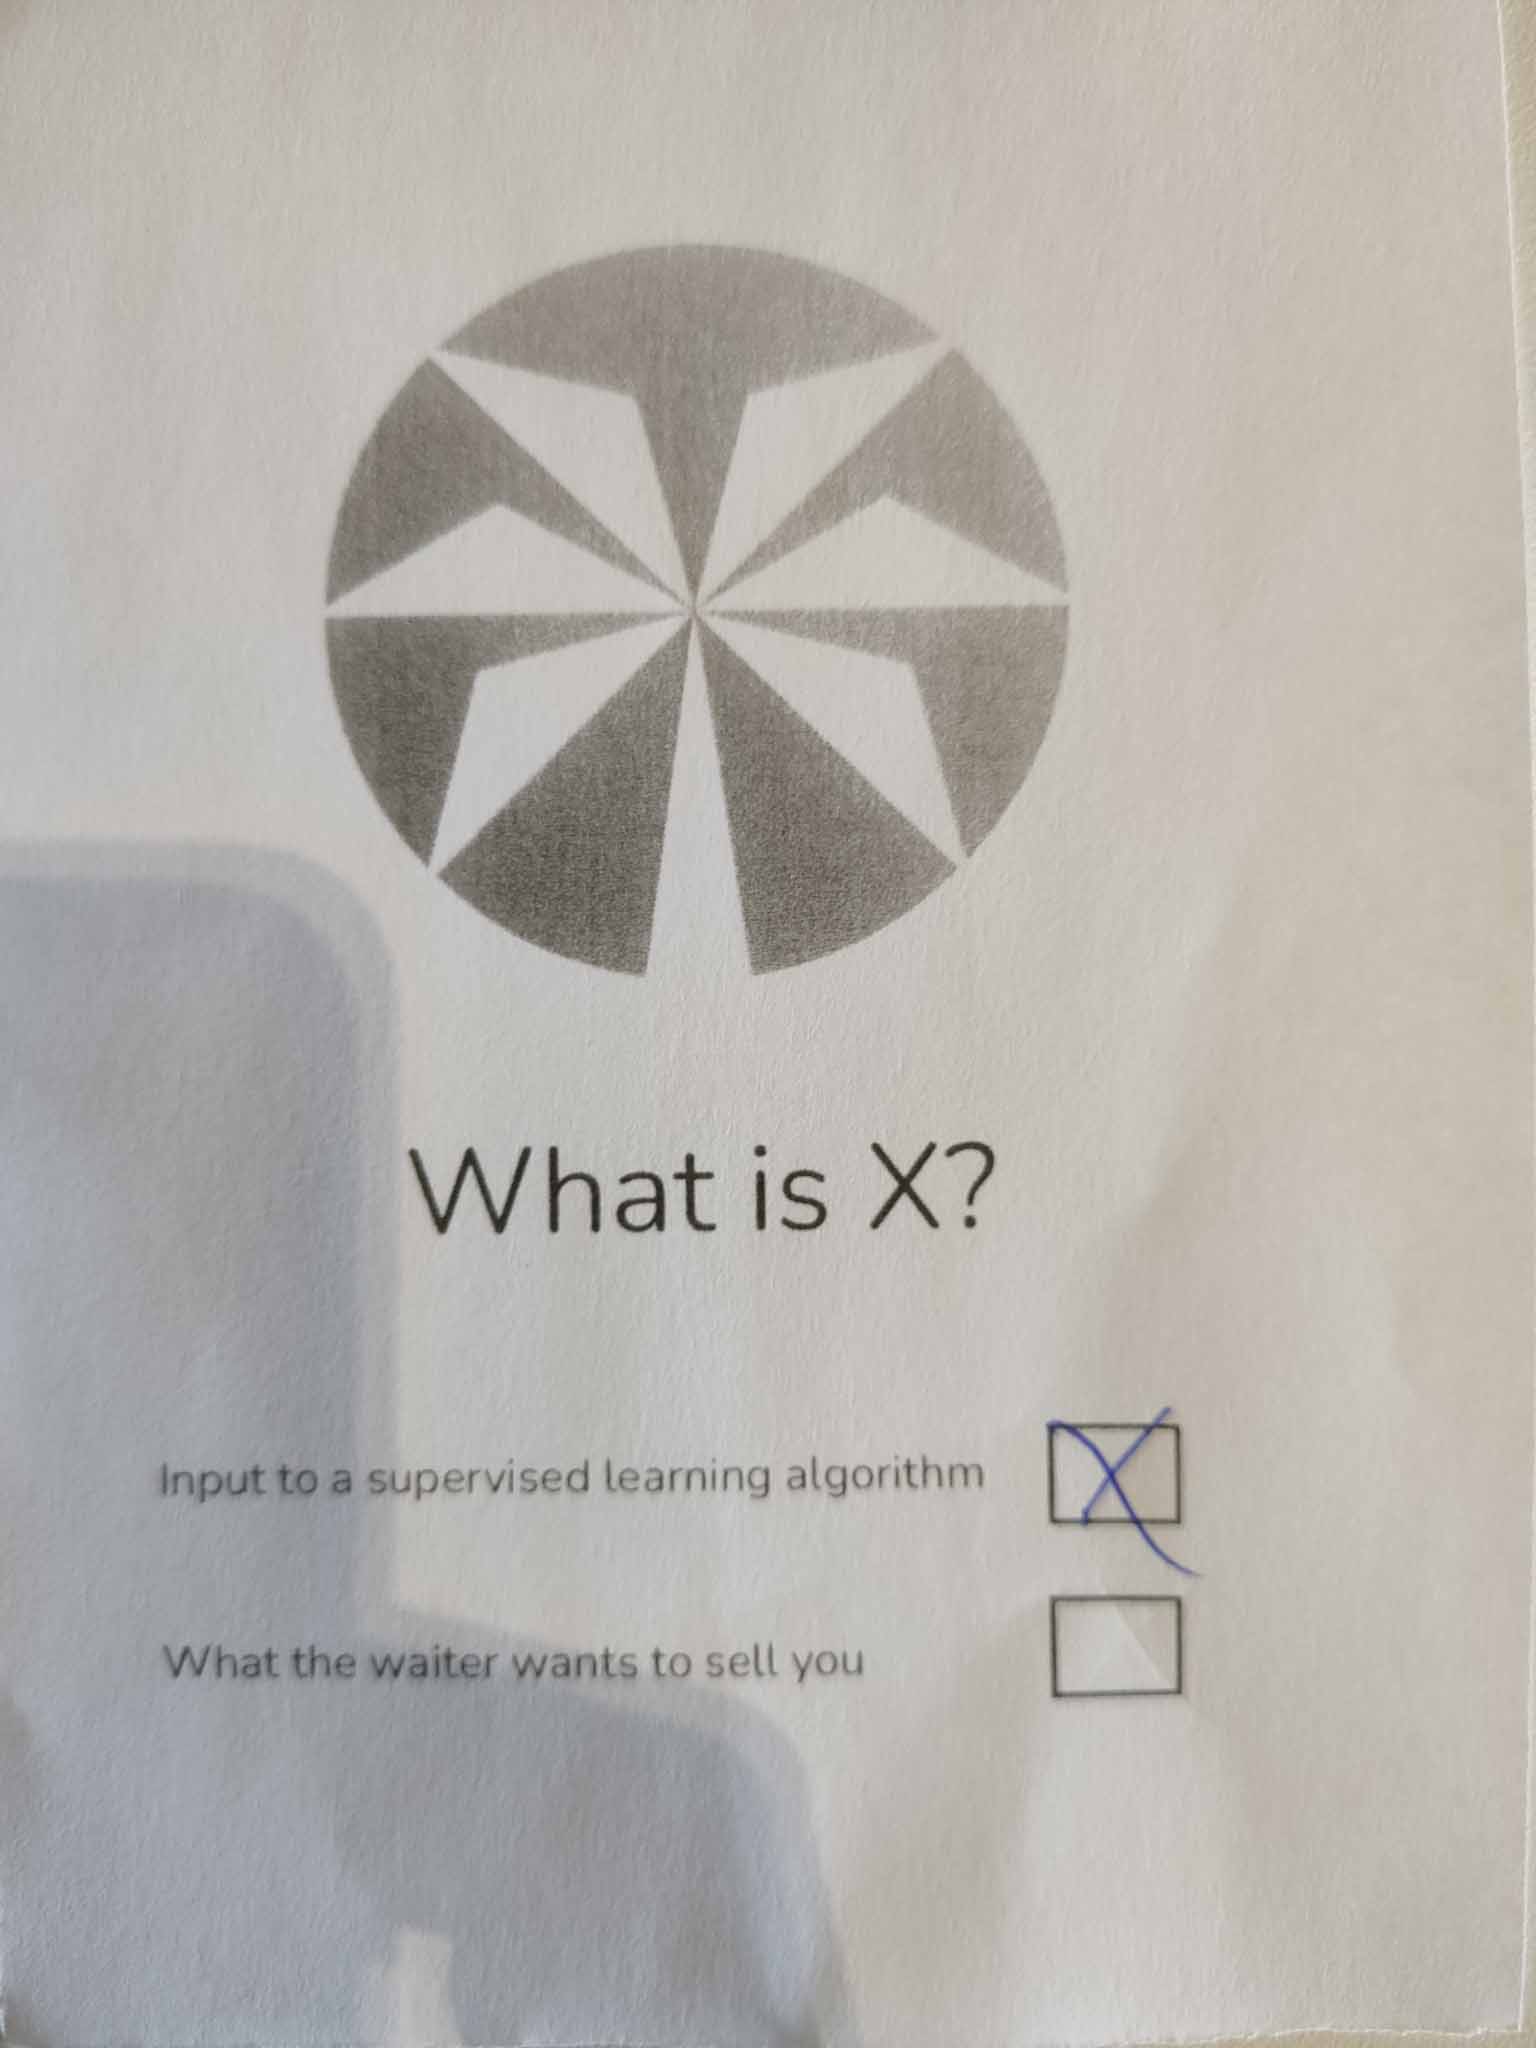 What is X?
Input to a supervised learning algorithm
What the waiter wants to sell you